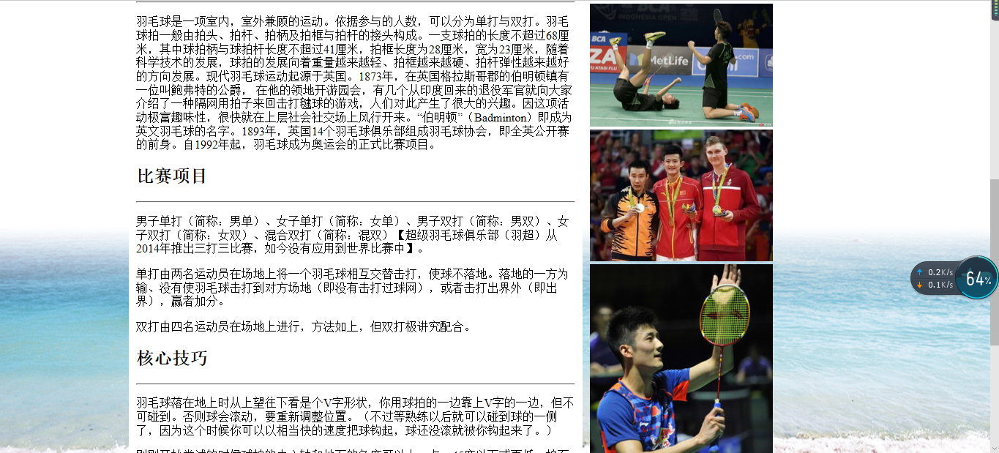 羽毛球是一项室内，室外兼顾的运动。依据参与的人数，可以分为单打与双打。羽毛
球拍一般由拍头、拍杆、拍柄及拍框与拍杆的接头构成。一支球拍的长度不超过68厘
米，其中球拍柄与球拍杆长度不超过41厘米，拍框长度为28厘米，宽为23厘米，随着
科学技术的发展，球拍的发展向着重量越来越轻、拍框越来越硬、拍杆弹性越来越好
的方向发展。现代羽毛球运动起源于英国。1873年，在英国格拉斯哥郡的伯明顿镇有
一位叫鲍弗特的公爵， 在他的领地开游园会，有几个从印度回来的退役军官就向大家
介绍了一种隔网用拍子来回击打毽球的游戏，人们对此产生了很大的兴趣。因这项活
动极富趣味性，很快就在上层社会社交场上风行开来。“伯明顿”（Badminton）即成为
英文羽毛球的名字。1893年，英国14个羽毛球俱乐部组成羽毛球协会，即全英公开赛
的前身。自1992年起，羽毛球成为奥运会的正式比赛项目。
比赛项目
男子单打（简称：男单）、女子单打（简称：女单）、男子双打（简称：男双）、女
子双打（简称：女双）、混合双打（简称：混双）【超级羽毛球俱乐部（羽超）从
2014年推出三打三比赛，如今没有应用到世界比赛中】。
单打由两名运动员在场地上将一个羽毛球相互交替击打，使球不落地。落地的一方为
输、没有使羽毛球击打到对方场地（即没有击打过球网），或者击打出界外（即出
界），赢者加分。
双打由四名运动员在场地上进行，方法如上，但双打极讲究配合。
核心技巧
羽毛球落在地上时从上望往下看是个V字形状，你用球拍的一边靠上V字的一边，但不
可碰到。否则球会滚动，要重新调整位置。（不过等熟练以后就可以碰到球的一侧
了，因为这个时候你可以以相当快的速度把球钩起，球还没滚就被你钩起来了。）
BCA
INDONESIA OPEN
BCA
MetLife
.com
0.2K/s
0.1K/s
64%